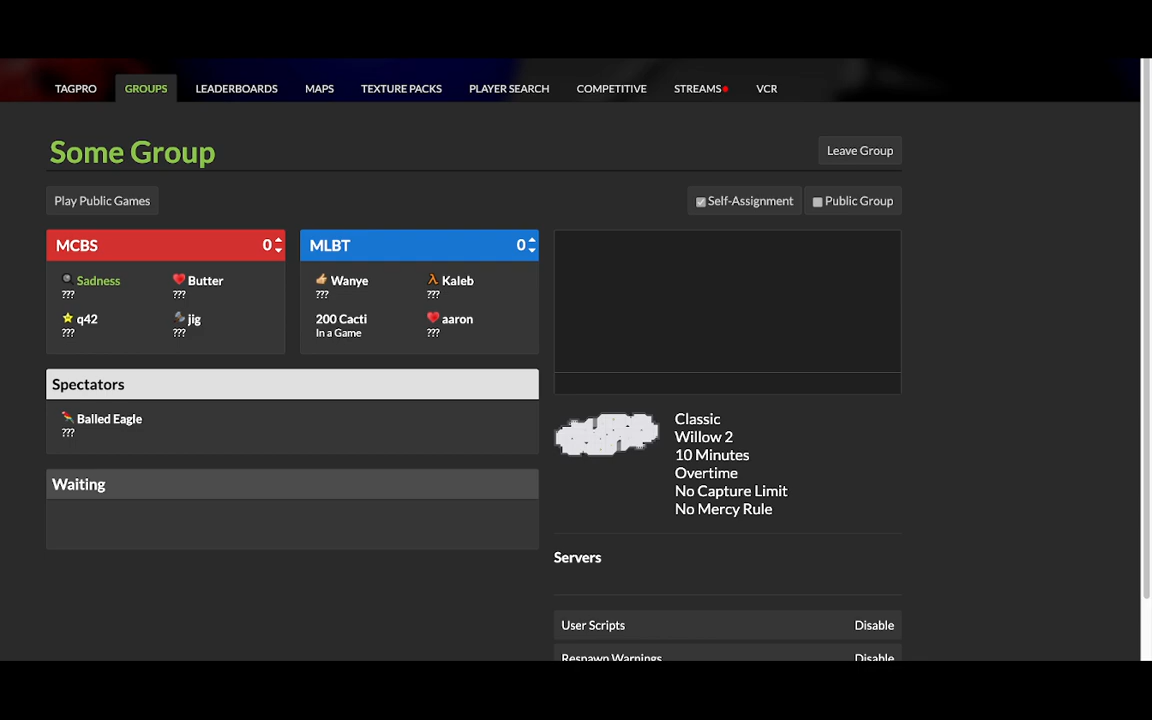 TAGPRO GROUPS LEADERBOARDS MAPS TEXTURE PACKS PLAYER SEARCH COMPETITIVE STREAMS VCR
Some Group
Leave Group
Play Public Games
Self-Assignment
Public Group
MCBS 0
Sadness
???
Butter
???
q42
???
jig
???
MLBT 0
Wanye
???
Kaleb
???
200 Cacti
In a Game
aaron
???
Spectators
Balled Eagle
???
Waiting
Classic
Willow 2
10 Minutes
Overtime
No Capture Limit
No Mercy Rule
Servers
User Scripts Disable
Respawn Warnings Disable